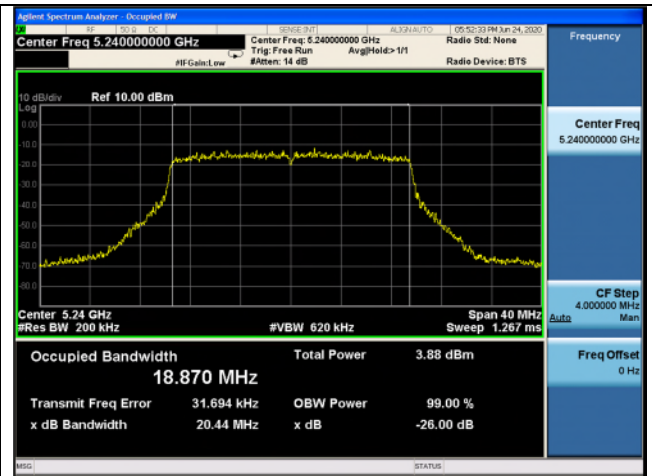 Agilent Spectrum Analyzer - Occupied BW
RF 50 Ω DC SENSE:INT ALIGNAUTO 05:52:33 PM Jun 24, 2020
Center Freq 5.240000000 GHz Center Freq: 5.240000000 GHz Radio Std: None
Trig: Free Run Avg|Hold:>1/1
#IFGain:Low #Atten: 14 dB Radio Device: BTS
Frequency
10 dB/div Ref 10.00 dBm
Log
0.00
-10.0
-20.0
-30.0
-40.0
-50.0
-60.0
-70.0
-80.0
Center 5.24 GHz Span 40 MHz
#Res BW 200 kHz #VBW 620 kHz Sweep 1.267 ms
Center Freq
5.240000000 GHz
CF Step
4.000000 MHz
Auto Man
Freq Offset
0 Hz
Occupied Bandwidth Total Power 3.88 dBm
18.870 MHz
Transmit Freq Error 31.694 kHz OBW Power 99.00 %
x dB Bandwidth 20.44 MHz x dB -26.00 dB
MSG STATUS